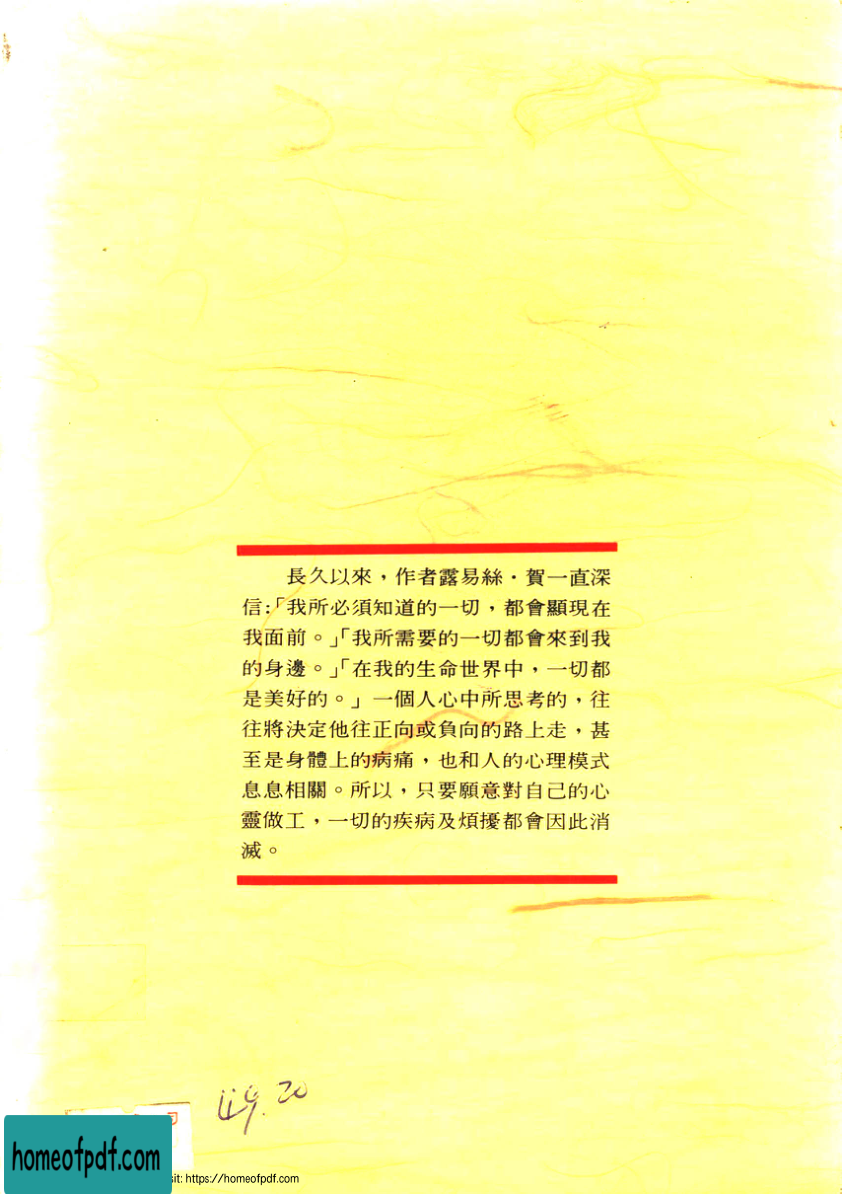 長久以來，作者露易絲・賀一直深
信:「我所必須知道的一切，都會顯現在
我面前。」「我所需要的一切都會來到我
的身邊。」「在我的生命世界中，一切都
是美好的。」一個人心中所思考的，往
往將決定他往正向或負向的路上走，甚
至是身體上的病痛，也和人的心理模式
息息相關。所以，只要願意對自己的心
靈做工，一切的疾病及煩擾都會因此消
滅。
homeofpdf.com
sit: https://homeofpdf.com